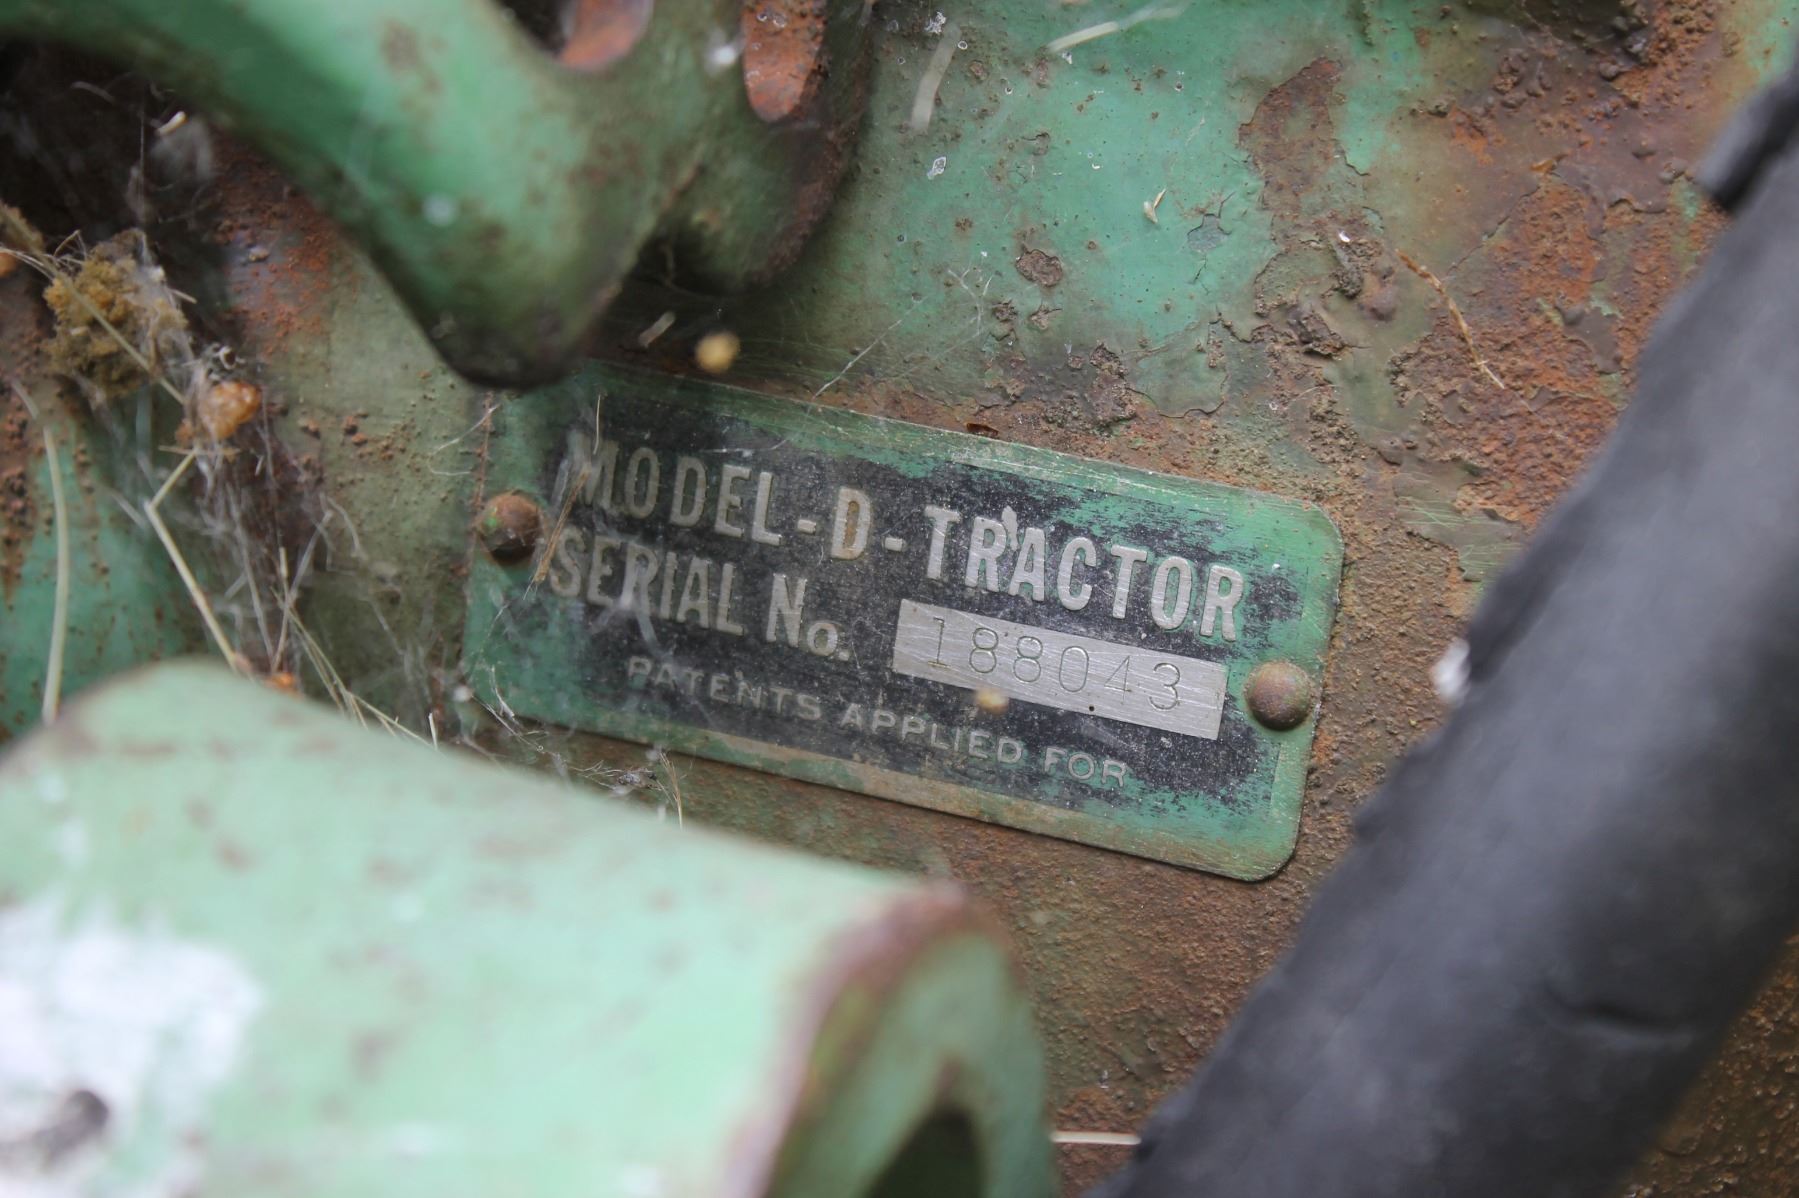 MODEL-D-TRACTOR
SERIAL No. 188043
PATENTS APPLIED FOR